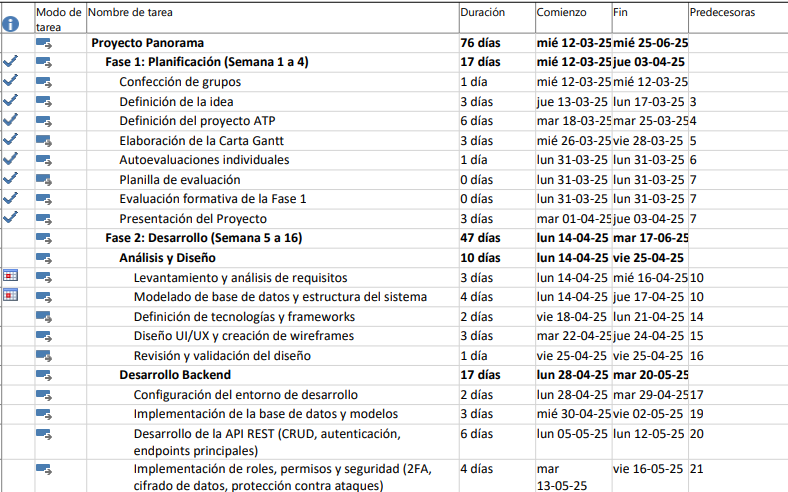 Modo de tarea Nombre de tarea Duración Comienzo Fin Predecesoras
Proyecto Panorama 76 días mié 12-03-25 mié 25-06-25
Fase 1: Planificación (Semana 1 a 4) 17 días mié 12-03-25 jue 03-04-25
Confección de grupos 1 día mié 12-03-25 mié 12-03-25
Definición de la idea 3 días jue 13-03-25 lun 17-03-25 3
Definición del proyecto ATP 6 días mar 18-03-25 mar 25-03-25 4
Elaboración de la Carta Gantt 3 días mié 26-03-25 vie 28-03-25 5
Autoevaluaciones individuales 1 día lun 31-03-25 lun 31-03-25 6
Planilla de evaluación 0 días lun 31-03-25 lun 31-03-25 7
Evaluación formativa de la Fase 1 0 días lun 31-03-25 lun 31-03-25 7
Presentación del Proyecto 3 días mar 01-04-25 jue 03-04-25 7
Fase 2: Desarrollo (Semana 5 a 16) 47 días lun 14-04-25 mar 17-06-25
Análisis y Diseño 10 días lun 14-04-25 vie 25-04-25
Levantamiento y análisis de requisitos 3 días lun 14-04-25 mié 16-04-25 10
Modelado de base de datos y estructura del sistema 4 días lun 14-04-25 jue 17-04-25 10
Definición de tecnologías y frameworks 2 días vie 18-04-25 lun 21-04-25 14
Diseño UI/UX y creación de wireframes 3 días mar 22-04-25 jue 24-04-25 15
Revisión y validación del diseño 1 día vie 25-04-25 vie 25-04-25 16
Desarrollo Backend 17 días lun 28-04-25 mar 20-05-25
Configuración del entorno de desarrollo 2 días lun 28-04-25 mar 29-04-25 17
Implementación de la base de datos y modelos 3 días mié 30-04-25 vie 02-05-25 19
Desarrollo de la API REST (CRUD, autenticación, 6 días lun 05-05-25 lun 12-05-25 20
endpoints principales)
Implementación de roles, permisos y seguridad (2FA, 4 días mar vie 16-05-25 21
cifrado de datos, protección contra ataques) 13-05-25